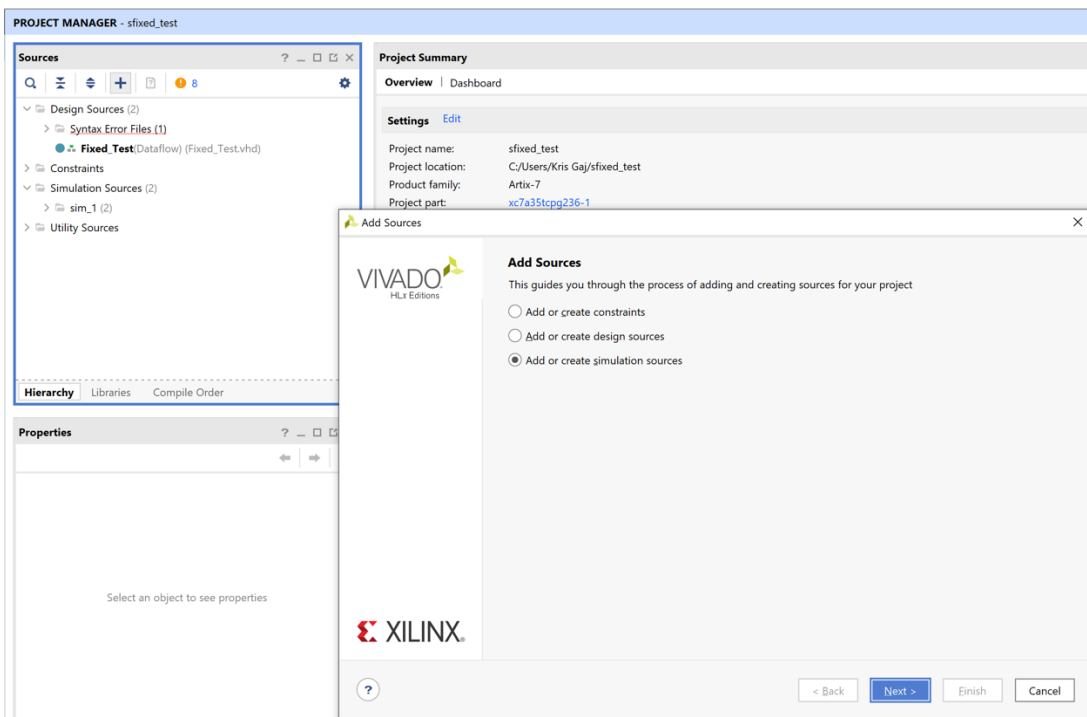 PROJECT MANAGER - sfixed_test
Sources
? _
8
Design Sources (2)
Syntax Error Files (1)
Fixed_Test(Dataflow) (Fixed_Test.vhd)
Constraints
Simulation Sources (2)
sim_1 (2)
Utility Sources
Hierarchy Libraries Compile Order
Properties
? _
Select an object to see properties
Project Summary
Overview | Dashboard
Settings Edit
Project name: sfixed_test
Project location: C:/Users/Kris Gaj/sfixed_test
Product family: Artix-7
Project part: xc7a35tcpg236-1
Add Sources
VIVADO
HLx Editions
Add Sources
This guides you through the process of adding and creating sources for your project
Add or create constraints
Add or create design sources
Add or create simulation sources
XILINX
?
< Back Next > Finish Cancel